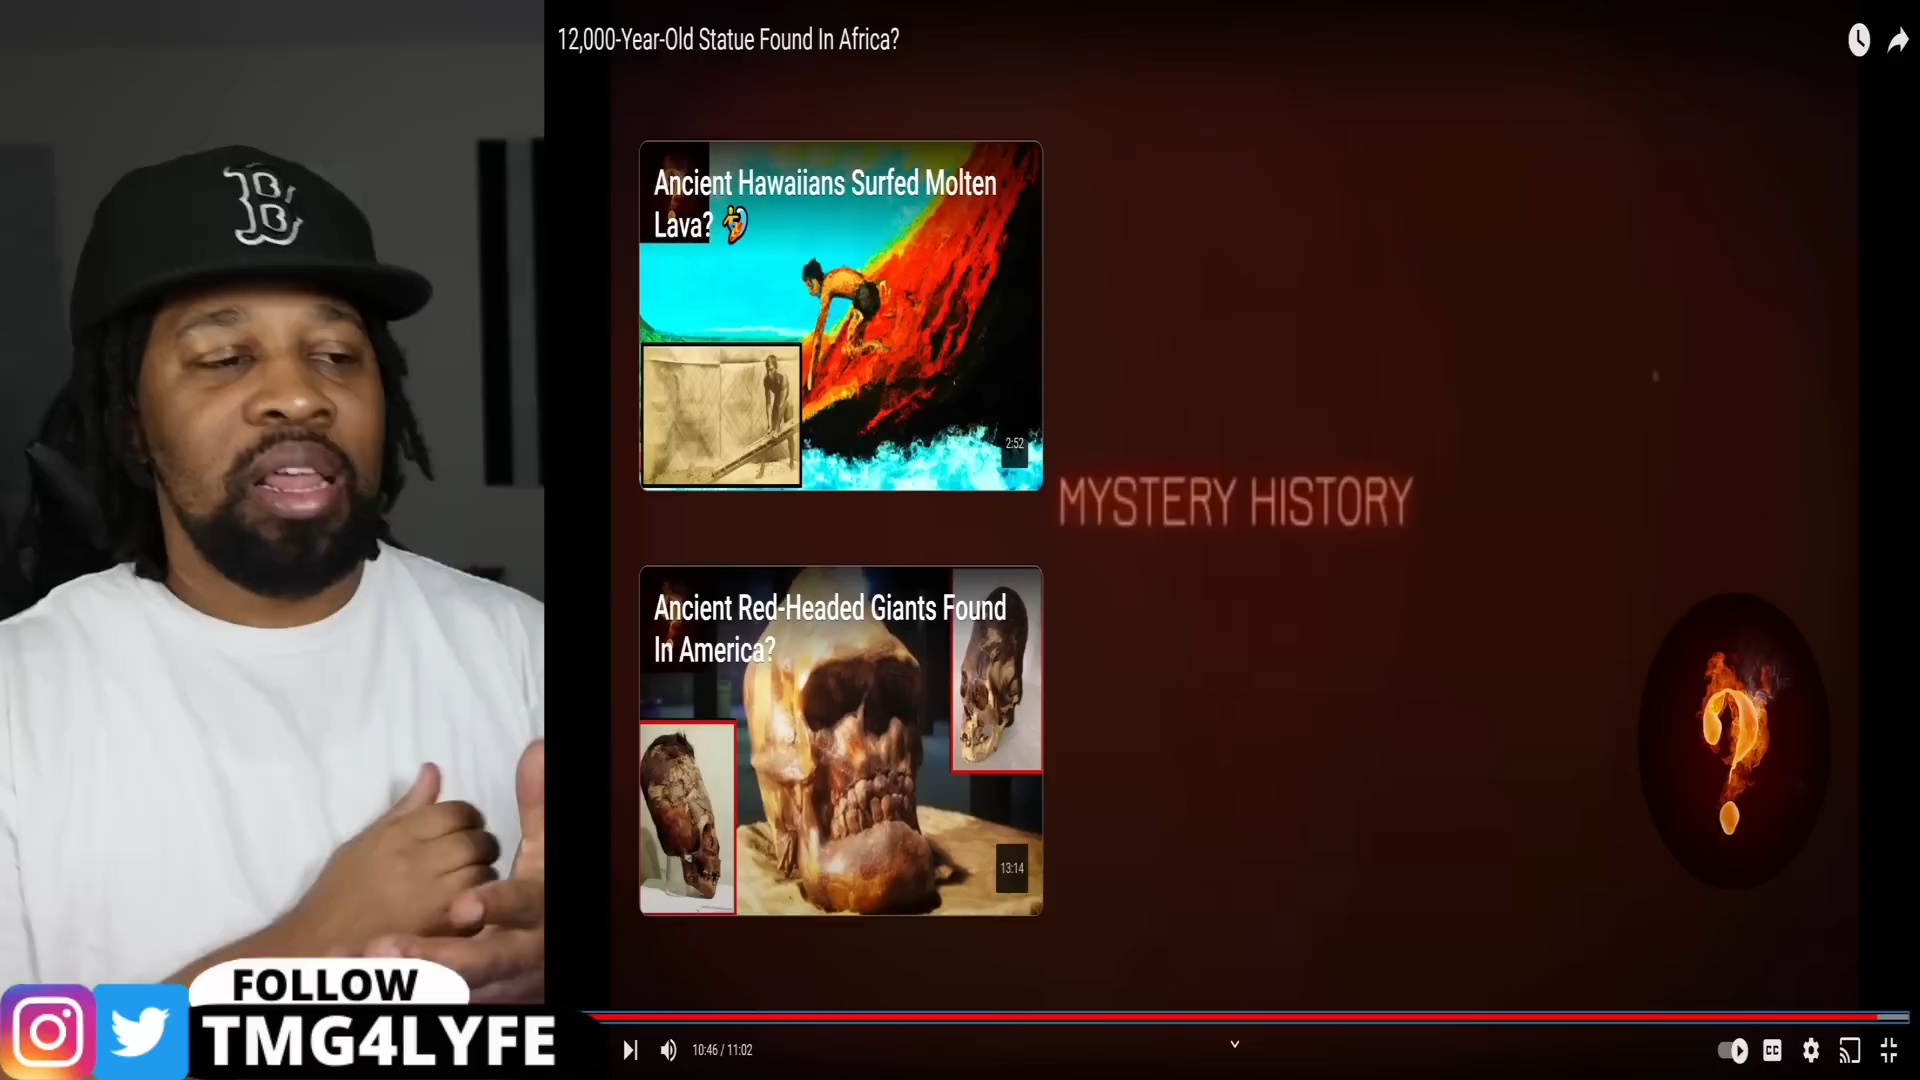 12,000-Year-Old Statue Found In Africa?
B
Ancient Hawaiians Surfed Molten
Lava? 🏄
2:52
MYSTERY HISTORY
Ancient Red-Headed Giants Found
In America?
13:14
?
FOLLOW
TMG4LYFE
10:46 / 11:02
CC